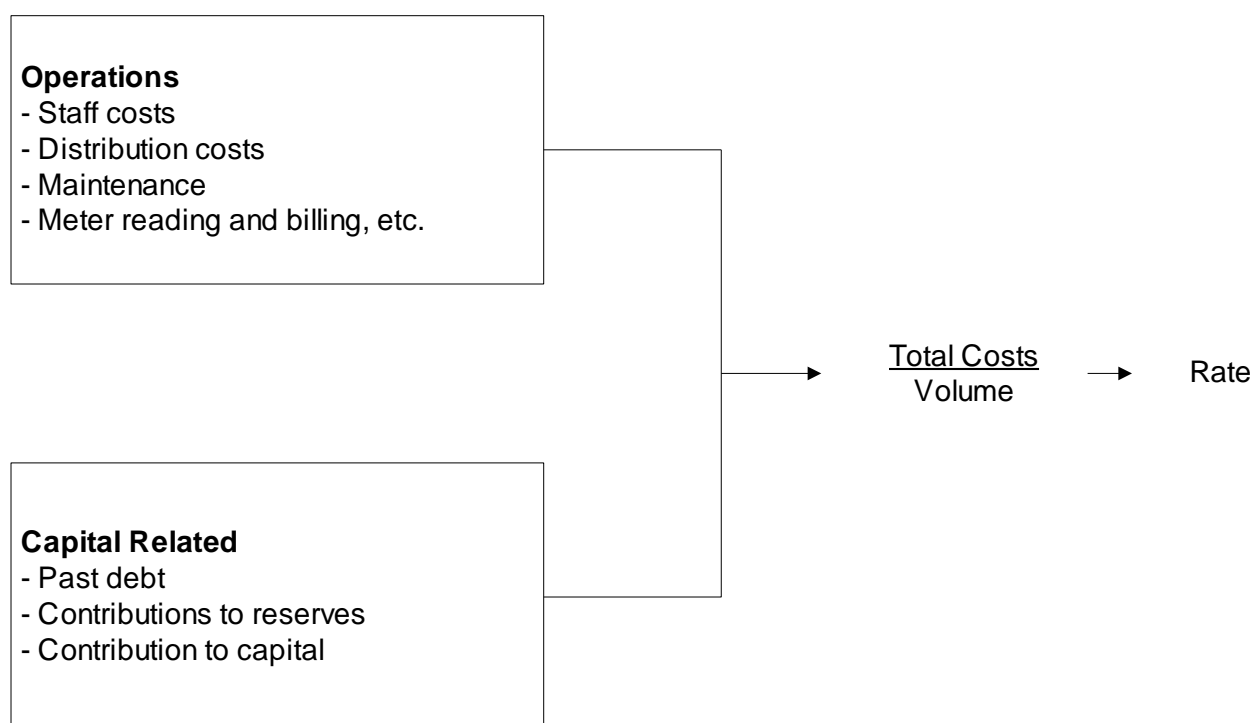 Operations
- Staff costs
- Distribution costs
- Maintenance
- Meter reading and billing, etc.
Total Costs
Volume
Rate
Capital Related
- Past debt
- Contributions to reserves
- Contribution to capital